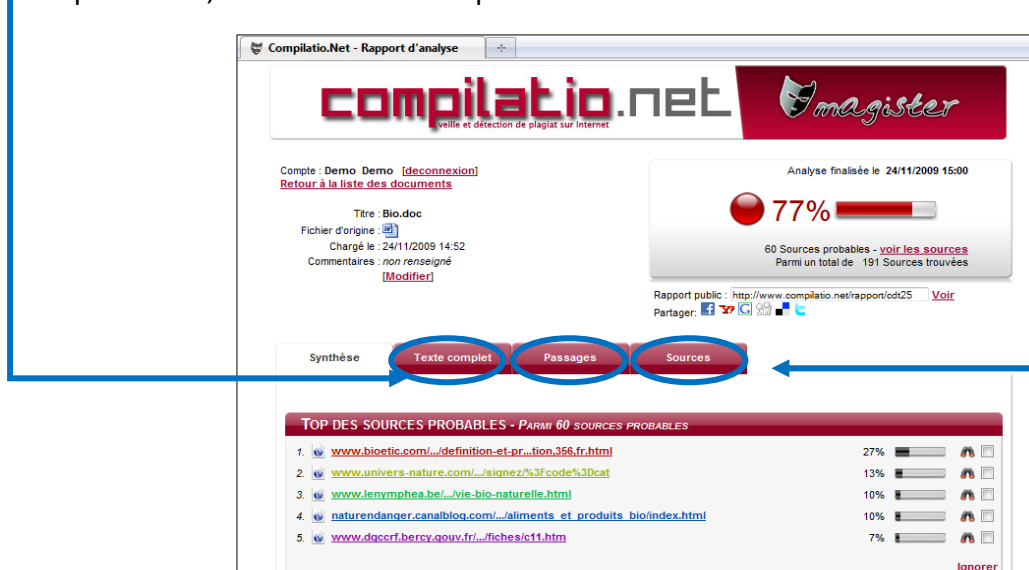 Compilatio.Net - Rapport d'analyse
compilatio.net
veille et détection de plagiat sur Internet
magister
Compte : Demo Demo [deconnexion]
Retour à la liste des documents
Titre : Bio.doc
Fichier d'origine :
Chargé le : 24/11/2009 14:52
Commentaires : non renseigné
[Modifier]
Analyse finalisée le 24/11/2009 15:00
77%
60 Sources probables - voir les sources
Parmi un total de 191 Sources trouvées
Rapport public : http://www.compilatio.net/rapport/cdt25 Voir
Partager:
Synthèse Texte complet Passages Sources
TOP DES SOURCES PROBABLES - PARMI 60 SOURCES PROBABLES
1. www.bioetic.com/.../definition-et-pr...tion,356,fr.html 27%
2. www.univers-nature.com/.../signez/%3Fcode%3Dcat 13%
3. www.lenymphea.be/.../vie-bio-naturelle.html 10%
4. naturendanger.canalblog.com/.../aliments_et_produits_bio/index.html 10%
5. www.dgccrf.bercy.gouv.fr/.../fiches/c11.htm 7%
Ignorer